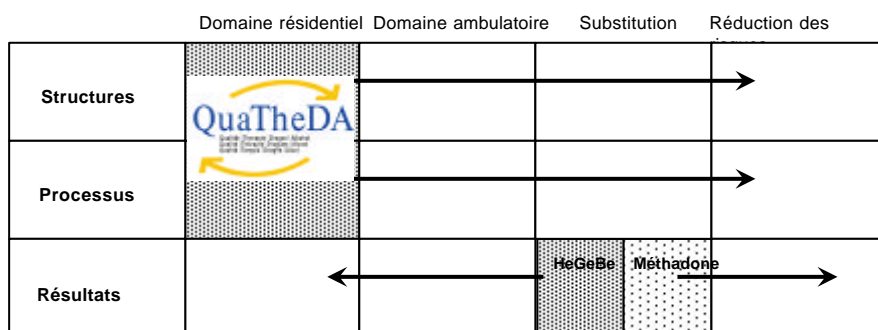 Domaine résidentiel Domaine ambulatoire Substitution Réduction des
Structures
QuaTheDA
Processus
HeGeBe Méthadone
Résultats